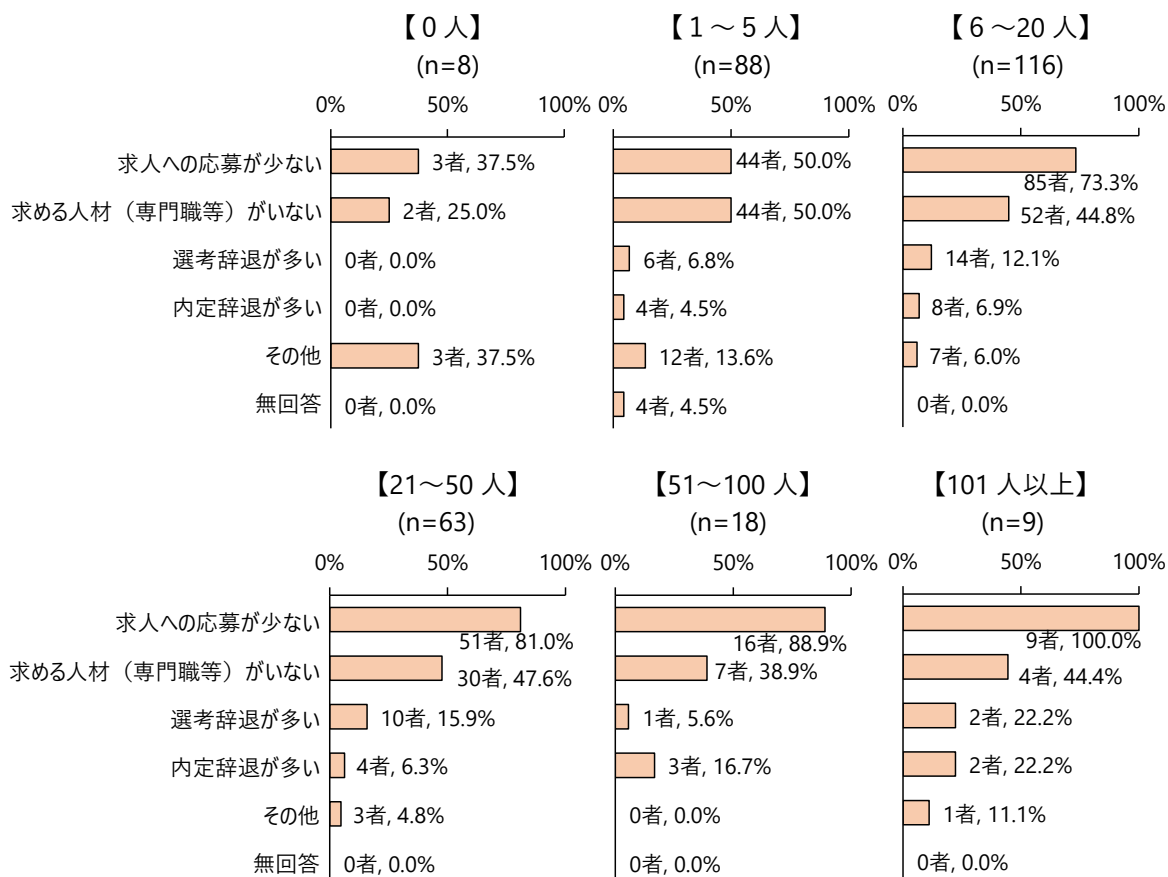 【０人】 【１～５人】 【６～20 人】
(n=8) (n=88) (n=116)
0% 50% 100% 0% 50% 100% 0% 50% 100%
求人への応募が少ない 3者, 37.5% 44者, 50.0% 85者, 73.3%
求める人材（専門職等）がいない 2者, 25.0% 44者, 50.0% 52者, 44.8%
選考辞退が多い 0者, 0.0% 6者, 6.8% 14者, 12.1%
内定辞退が多い 0者, 0.0% 4者, 4.5% 8者, 6.9%
その他 3者, 37.5% 12者, 13.6% 7者, 6.0%
無回答 0者, 0.0% 4者, 4.5% 0者, 0.0%
【21～50 人】 【51～100 人】 【101 人以上】
(n=63) (n=18) (n=9)
0% 50% 100% 0% 50% 100% 0% 50% 100%
求人への応募が少ない 51者, 81.0% 16者, 88.9% 9者, 100.0%
求める人材（専門職等）がいない 30者, 47.6% 7者, 38.9% 4者, 44.4%
選考辞退が多い 10者, 15.9% 1者, 5.6% 2者, 22.2%
内定辞退が多い 4者, 6.3% 3者, 16.7% 2者, 22.2%
その他 3者, 4.8% 0者, 0.0% 1者, 11.1%
無回答 0者, 0.0% 0者, 0.0% 0者, 0.0%